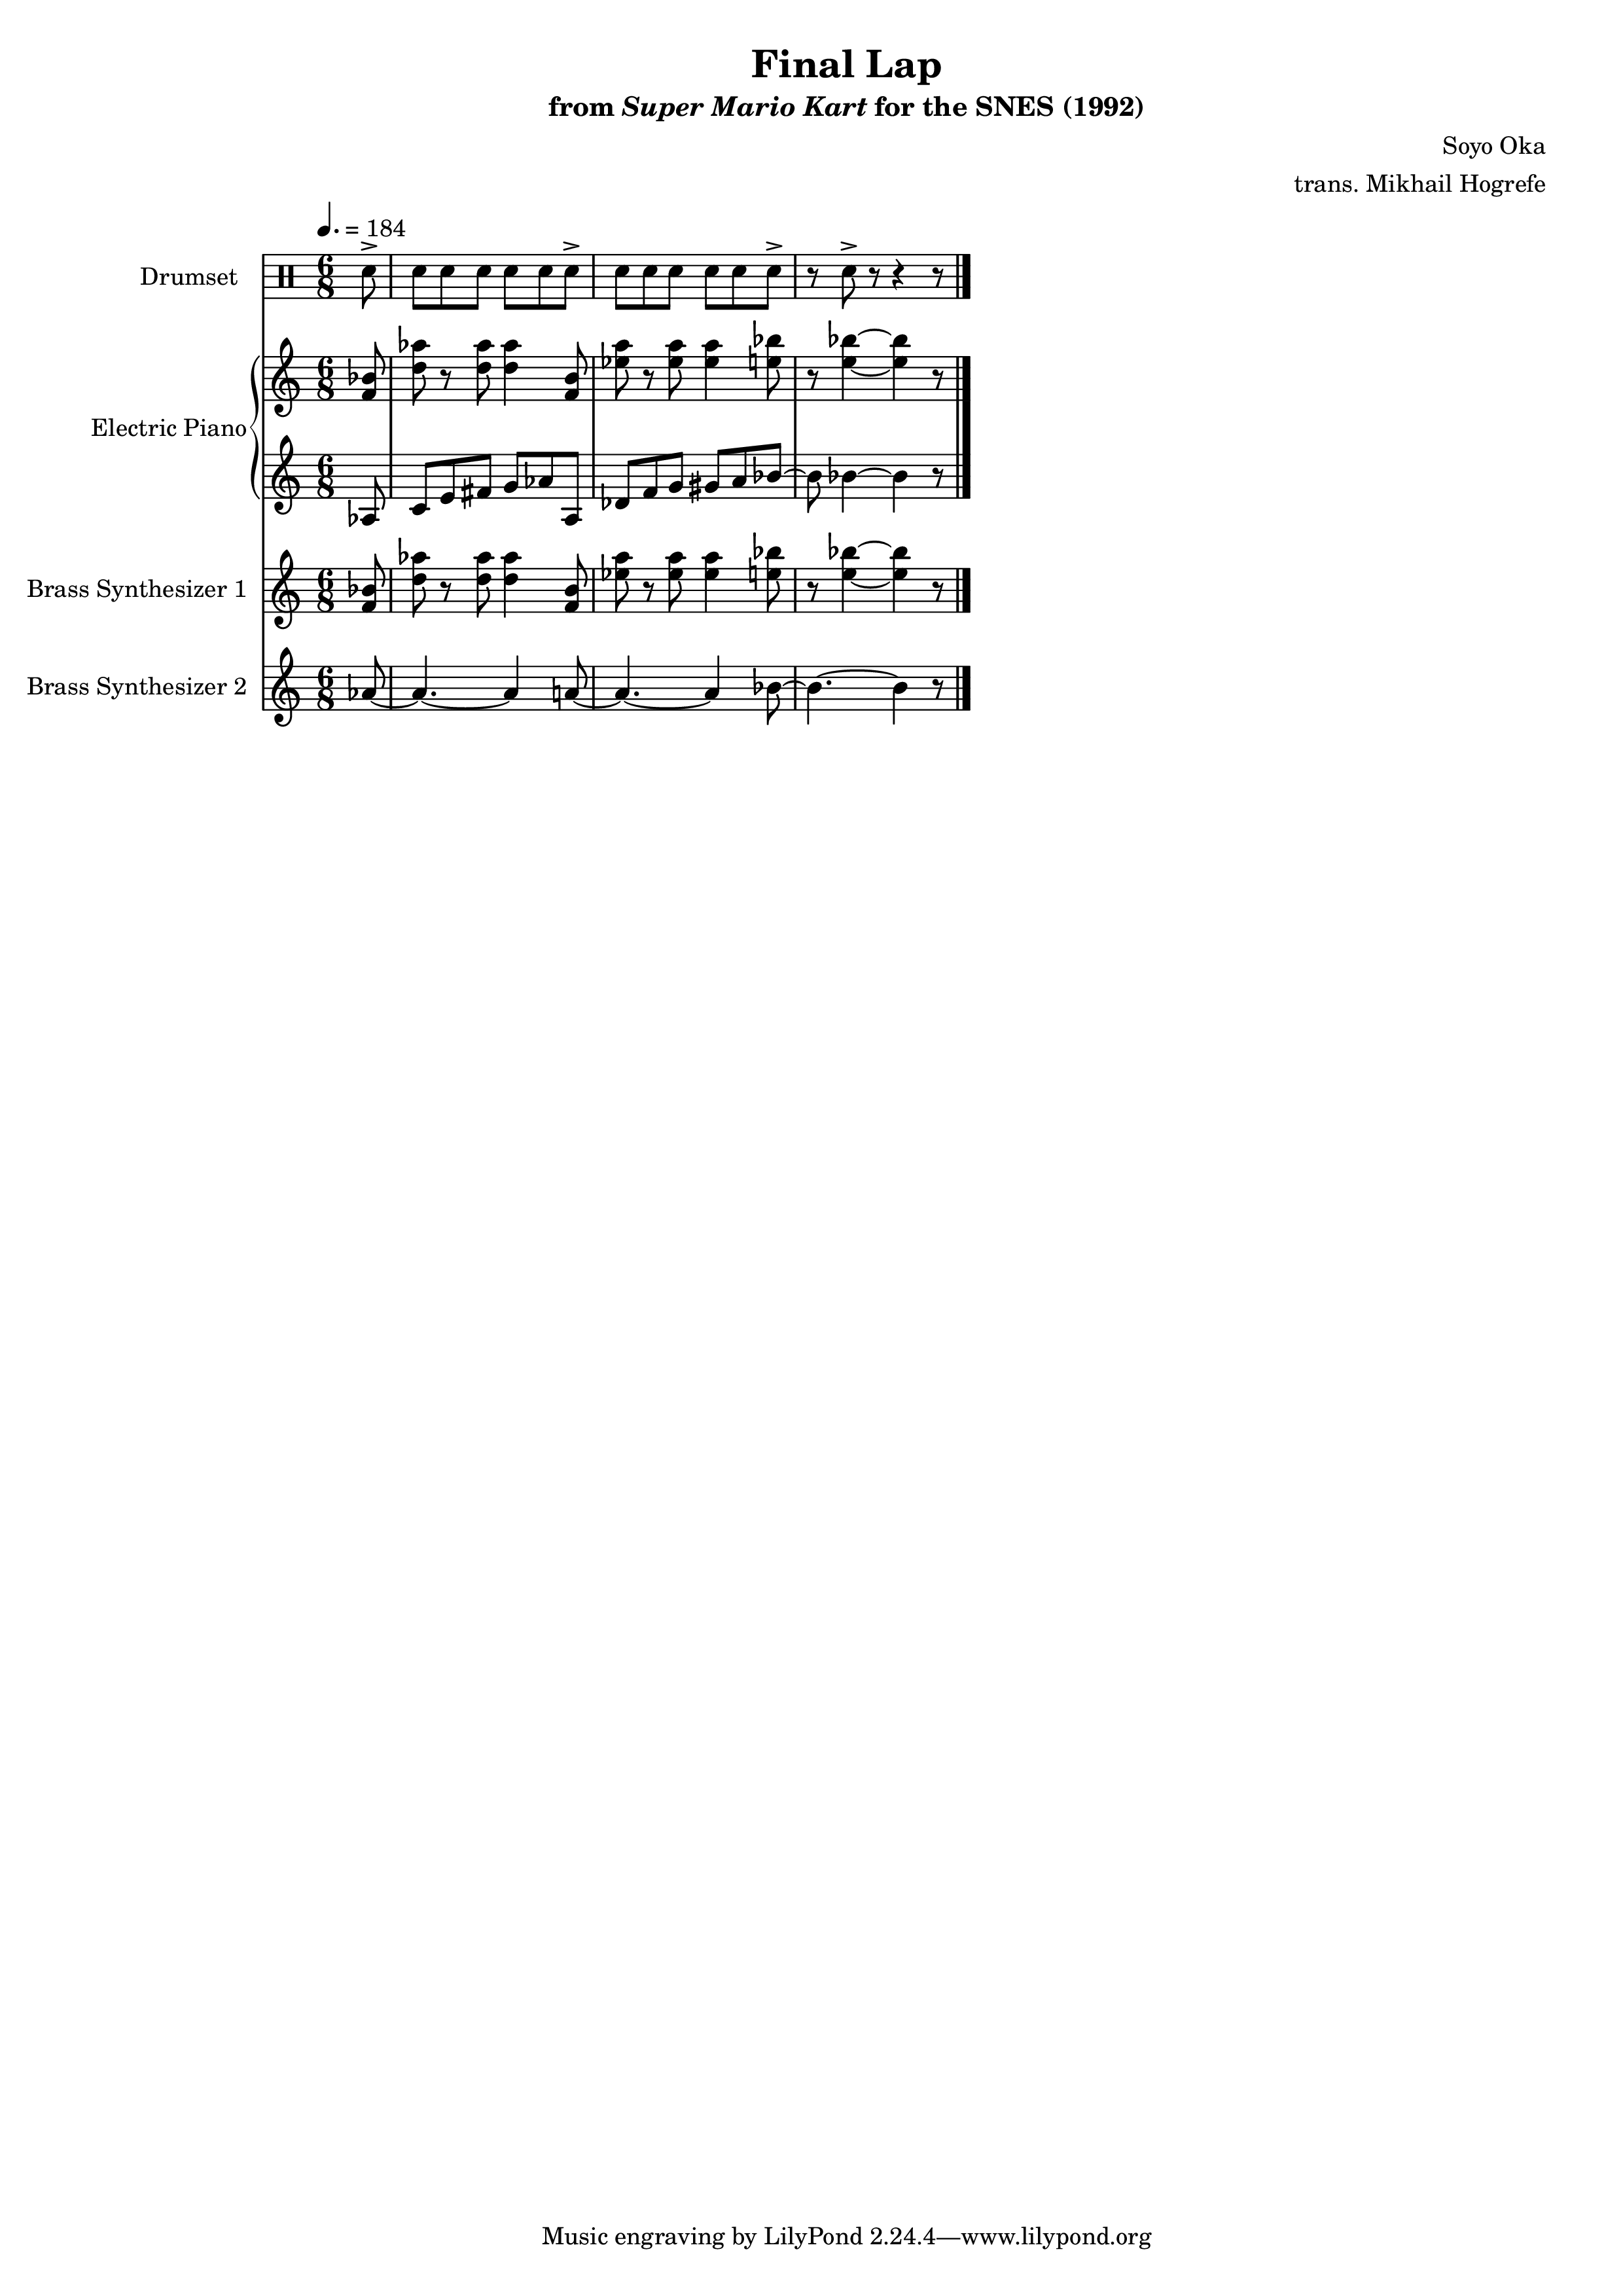 Final Lap
from Super Mario Kart for the SNES (1992)
Soyo Oka
trans. Mikhail Hogrefe
= 184
Drumset
Electric Piano
Brass Synthesizer 1
Brass Synthesizer 2
Music engraving by LilyPond 2.24.4—www.lilypond.org